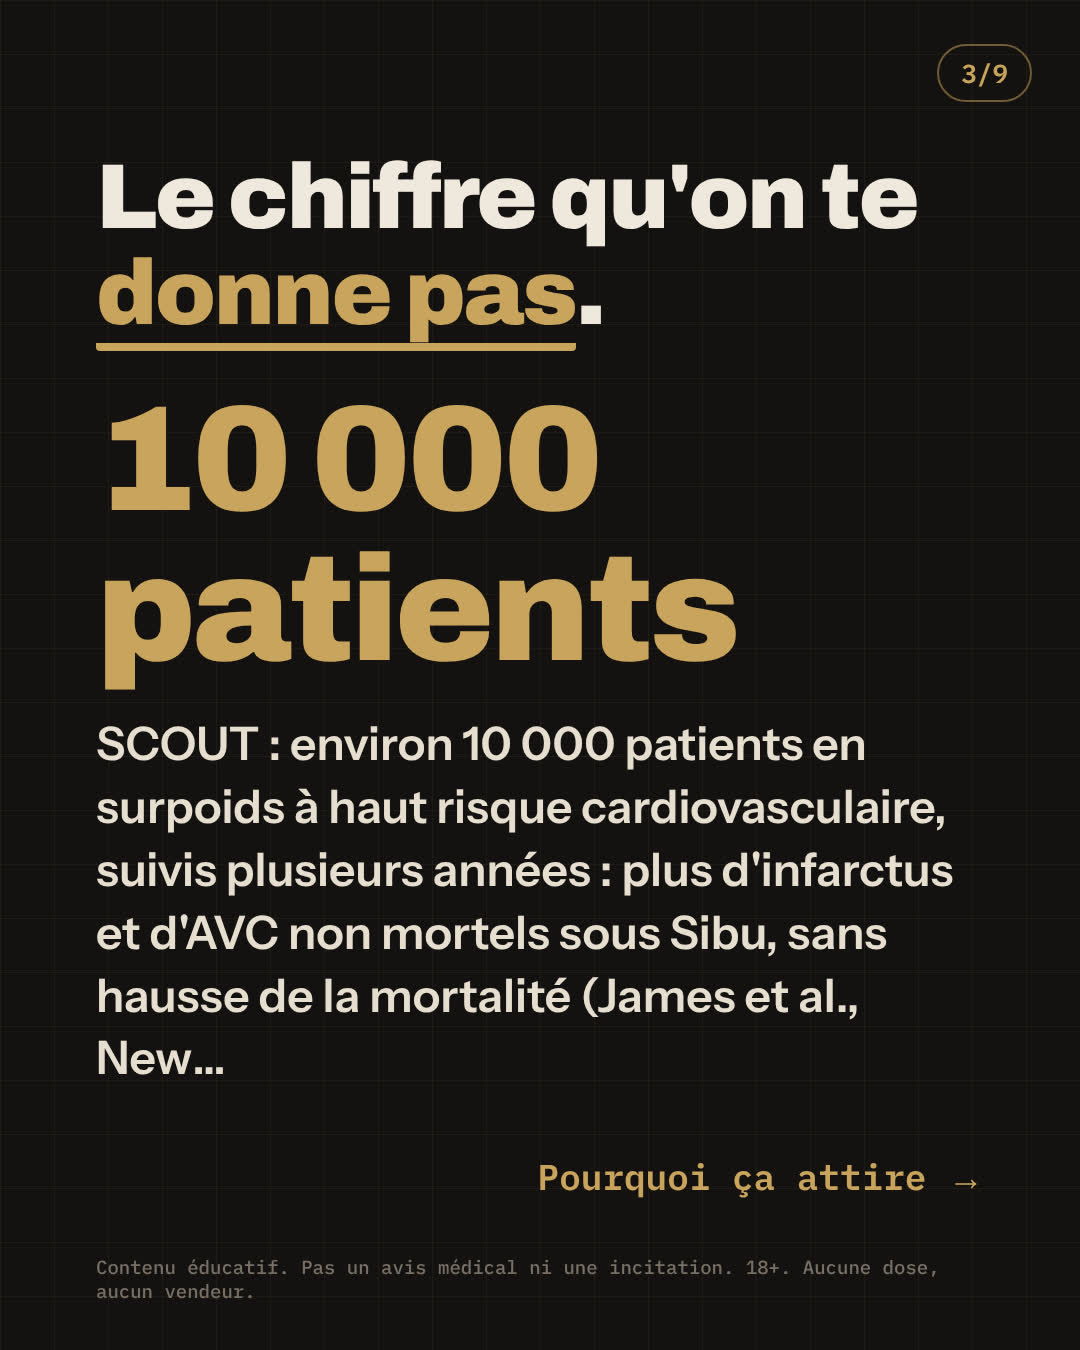 3/9
Le chiffre qu'on te
donne pas.
10 000
patients
SCOUT : environ 10 000 patients en
surpoids à haut risque cardiovasculaire,
suivis plusieurs années : plus d'infarctus
et d'AVC non mortels sous Sibu, sans
hausse de la mortalité (James et al.,
New...
Pourquoi ça attire →
Contenu éducatif. Pas un avis médical ni une incitation. 18+. Aucune dose,
aucun vendeur.